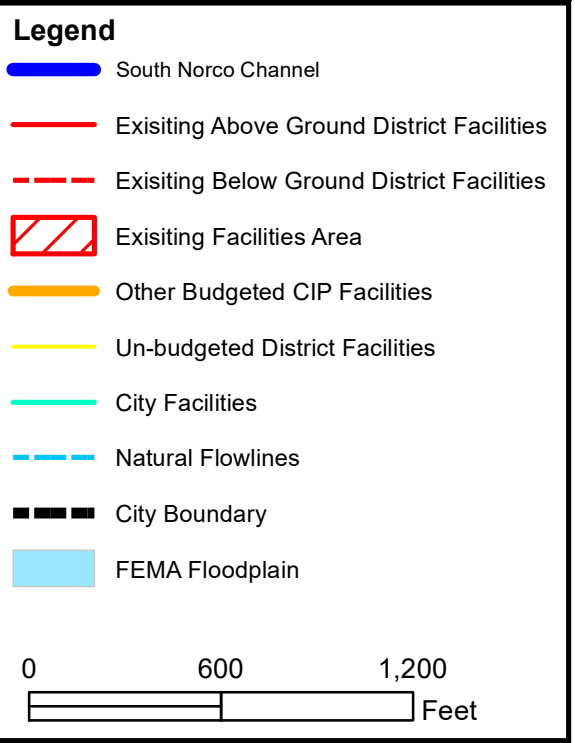 Legend
South Norco Channel
Exisiting Above Ground District Facilities
Exisiting Below Ground District Facilities
Exisiting Facilities Area
Other Budgeted CIP Facilities
Un-budgeted District Facilities
City Facilities
Natural Flowlines
City Boundary
FEMA Floodplain
0 600 1,200
Feet